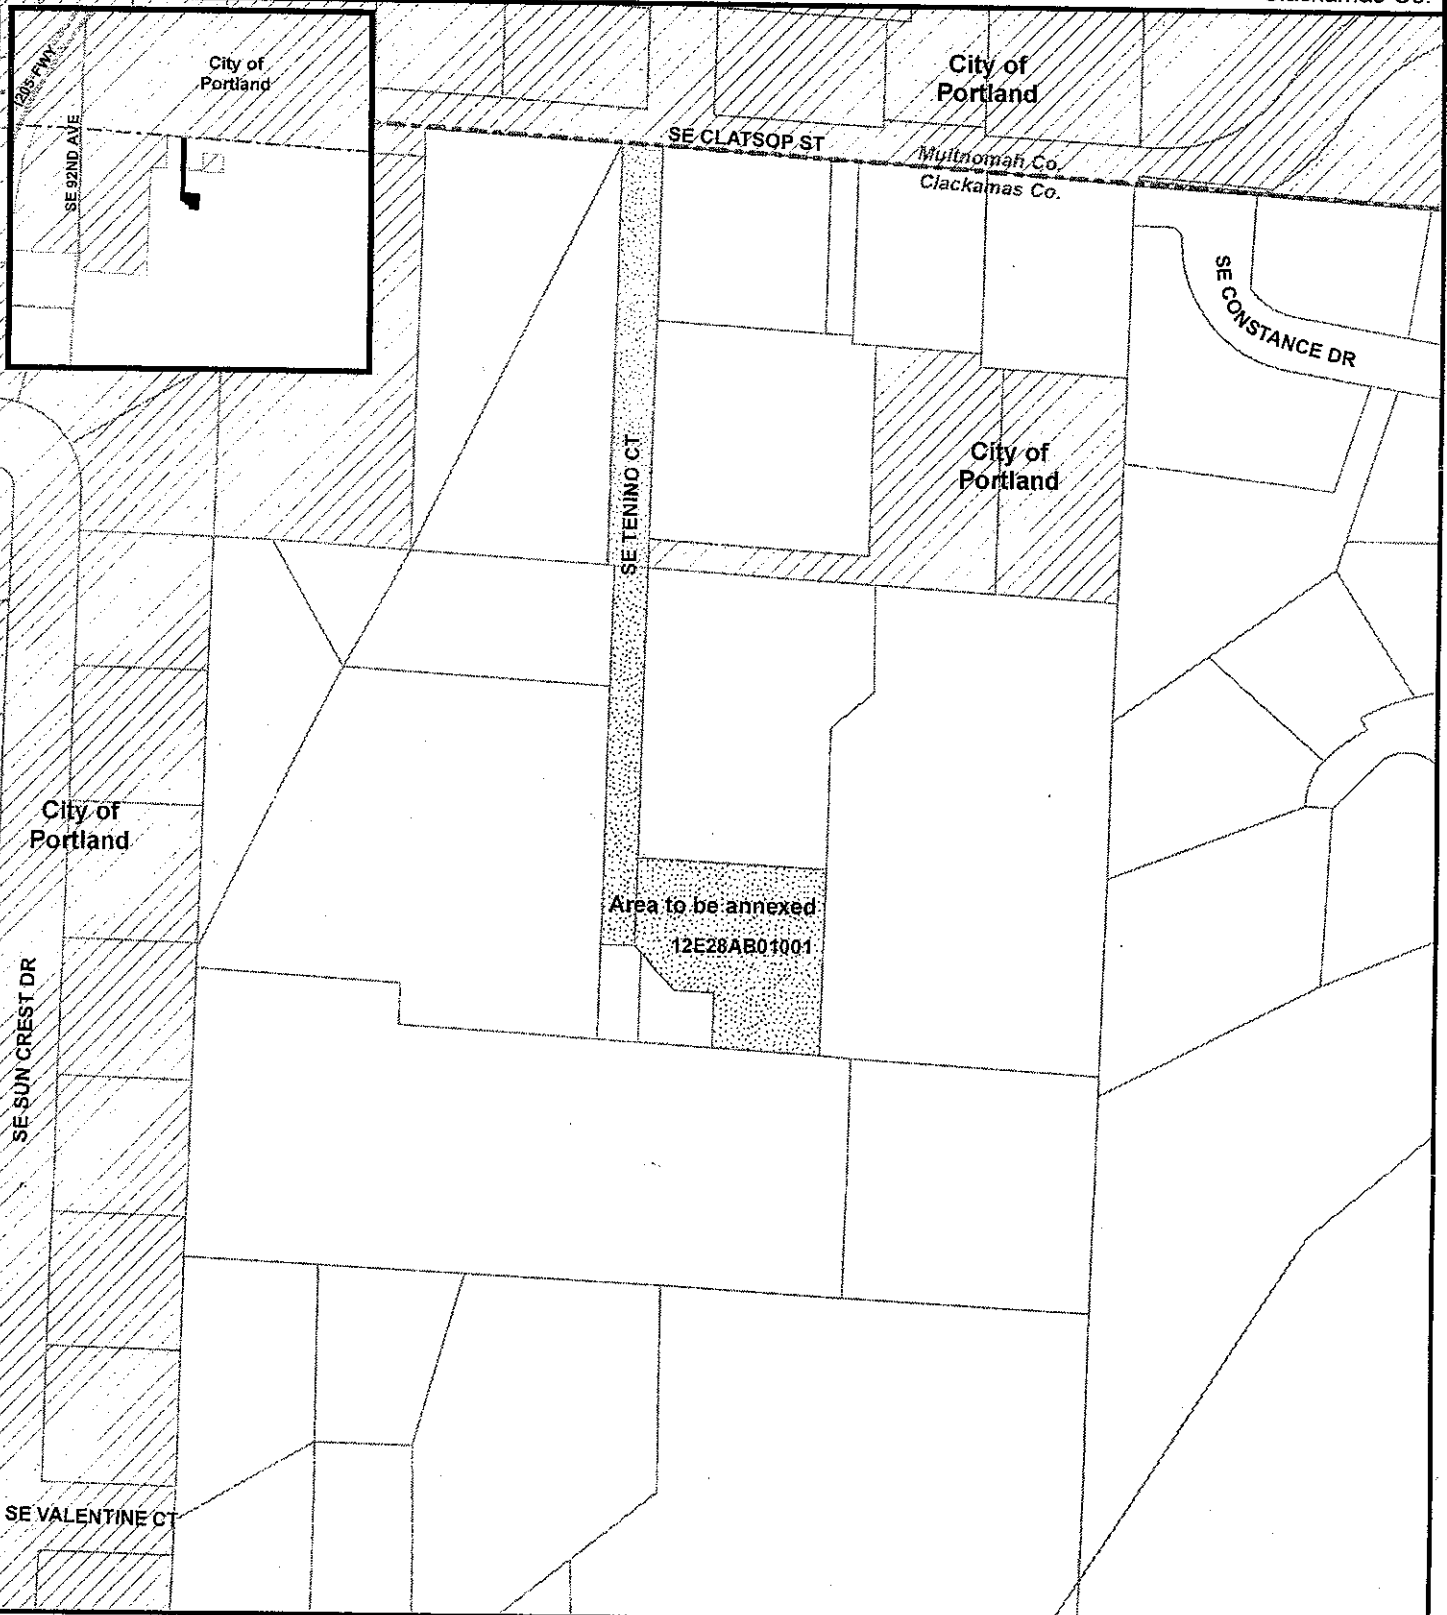 Clackamas Co.
City of
Portland
I205 FWY
SE 92ND AVE
City of
Portland
SE CLATSOP ST
Multnomah Co.
Clackamas Co.
SE CONSTANCE DR
SE TENINO CT
City of
Portland
City of
Portland
Area to be annexed
12E28AB01001
SE SUN CREST DR
SE VALENTINE CT